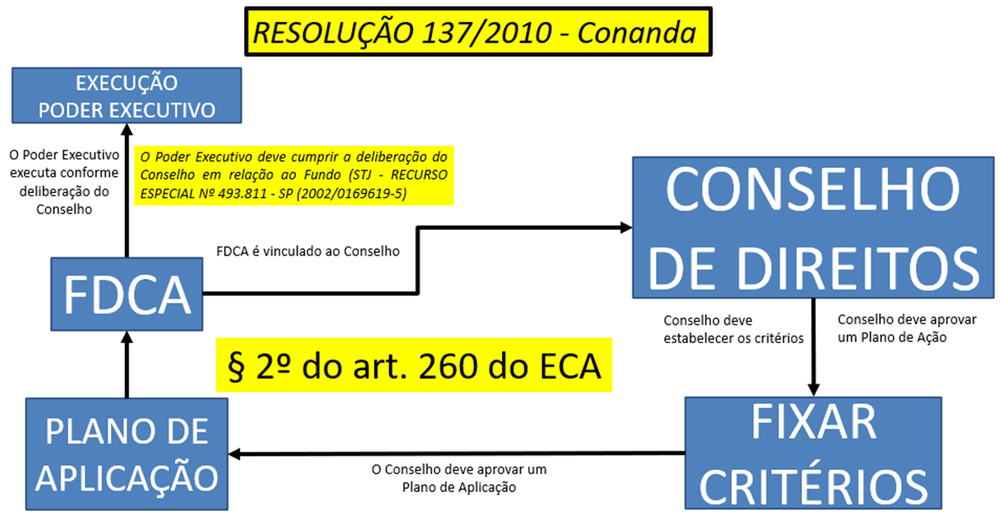 RESOLUÇÃO 137/2010 - Conanda
EXECUÇÃO
PODER EXECUTIVO
O Poder Executivo
executa conforme
deliberação do
Conselho
O Poder Executivo deve cumprir a deliberação do
Conselho em relação ao Fundo (STJ - RECURSO
ESPECIAL Nº 493.811 - SP (2002/0169619-5)
CONSELHO
DE DIREITOS
FDCA é vinculado ao Conselho
FDCA
Conselho deve
estabelecer os critérios
Conselho deve aprovar
um Plano de Ação
§ 2º do art. 260 do ECA
PLANO DE
APLICAÇÃO
O Conselho deve aprovar um
Plano de Aplicação
FIXAR
CRITÉRIOS